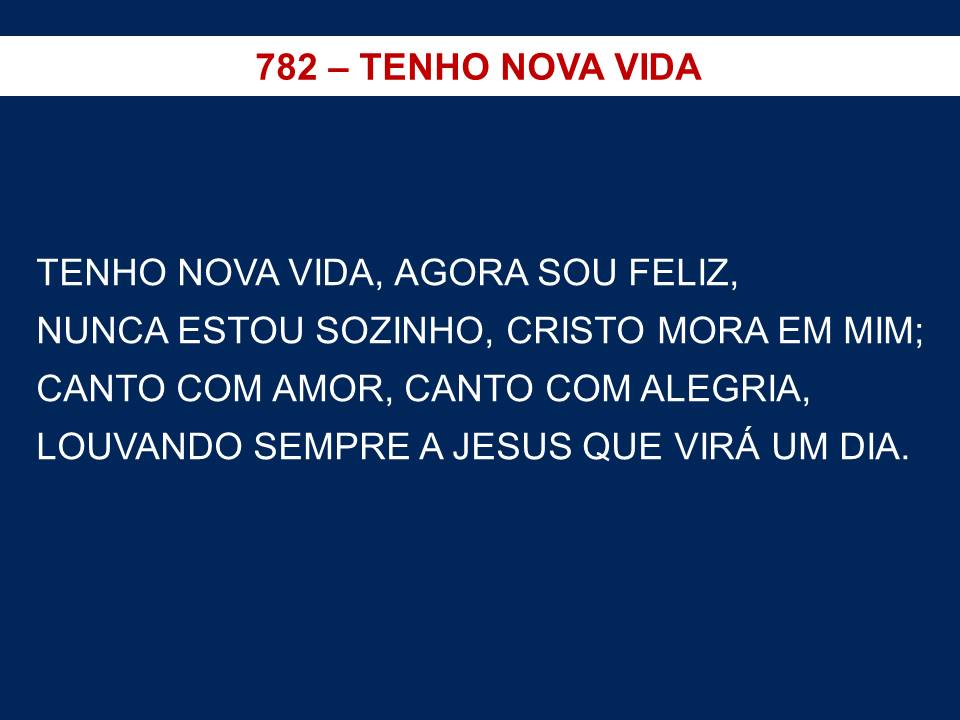 782 – TENHO NOVA VIDA
TENHO NOVA VIDA, AGORA SOU FELIZ,
NUNCA ESTOU SOZINHO, CRISTO MORA EM MIM;
CANTO COM AMOR, CANTO COM ALEGRIA,
LOUVANDO SEMPRE A JESUS QUE VIRÁ UM DIA.